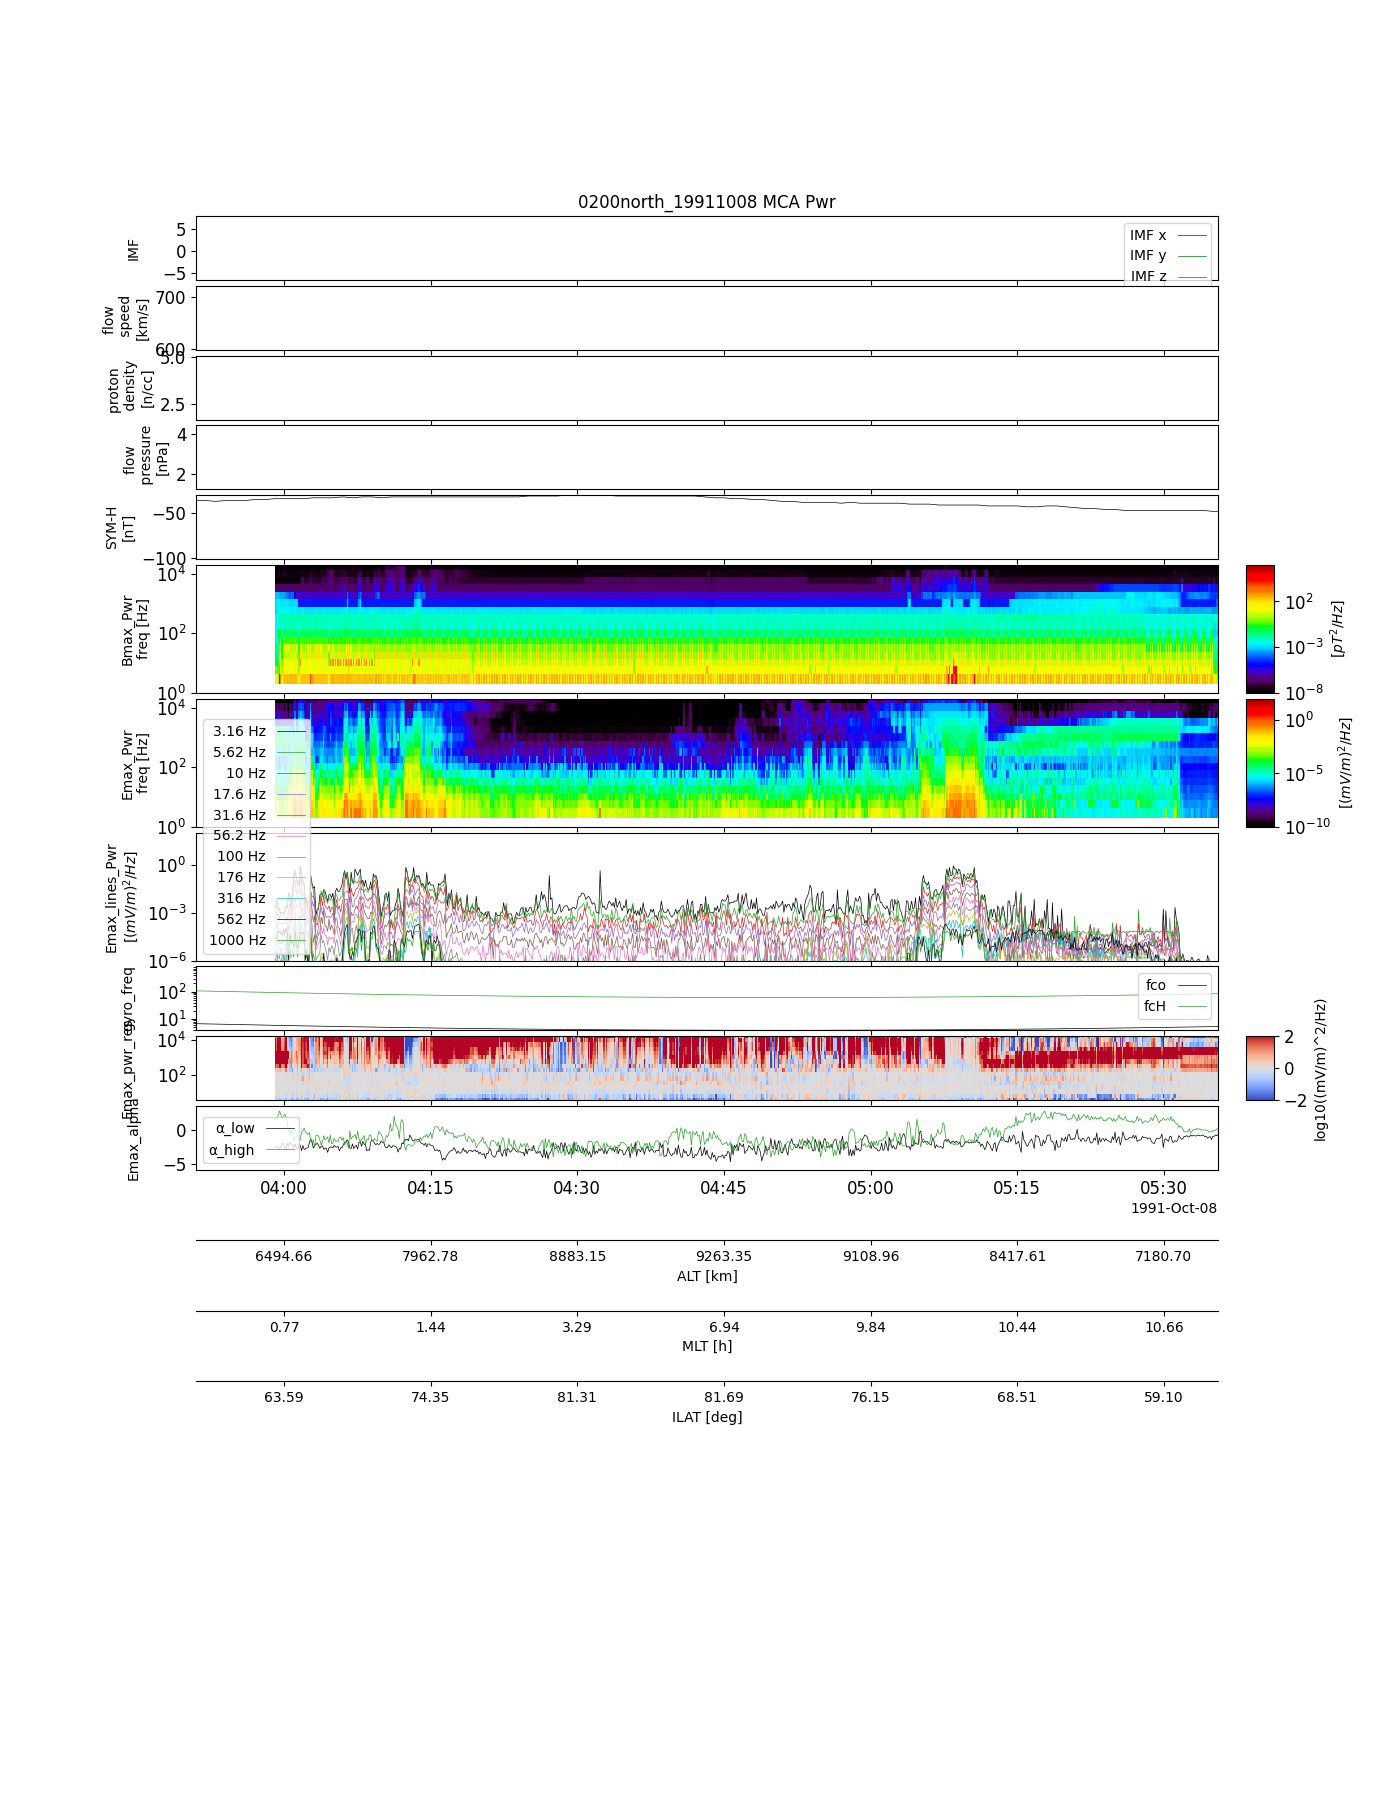 0200north_19911008 MCA Pwr
IMF
5
0
−5
IMF x
IMF y
IMF z
flow
speed
[km/s]
700
600
proton
density
[n/cc]
5.0
2.5
flow
pressure
[nPa]
4
2
SYM-H
[nT]
−50
−100
Bmax_Pwr
freq [Hz]
10^4
10^2
10^0
10^2
10^−3
10^−8
[pT^2/Hz]
Emax_Pwr
freq [Hz]
10^4
10^2
10^0
10^0
10^−5
10^−10
[(mV/m)^2/Hz]
3.16 Hz
5.62 Hz
10 Hz
17.6 Hz
31.6 Hz
56.2 Hz
100 Hz
176 Hz
316 Hz
562 Hz
1000 Hz
Emax_lines_Pwr
[(mV/m)^2/Hz]
10^0
10^−3
10^−6
gyro_freq
10^2
10^1
fco
fcH
Emax_pwr_reg
10^4
10^2
2
0
−2
log10((mV/m)^2/Hz)
Emax_alpha
0
−5
α_low
α_high
04:00 04:15 04:30 04:45 05:00 05:15 05:30
1991-Oct-08
6494.66 7962.78 8883.15 9263.35 9108.96 8417.61 7180.70
ALT [km]
0.77 1.44 3.29 6.94 9.84 10.44 10.66
MLT [h]
63.59 74.35 81.31 81.69 76.15 68.51 59.10
ILAT [deg]